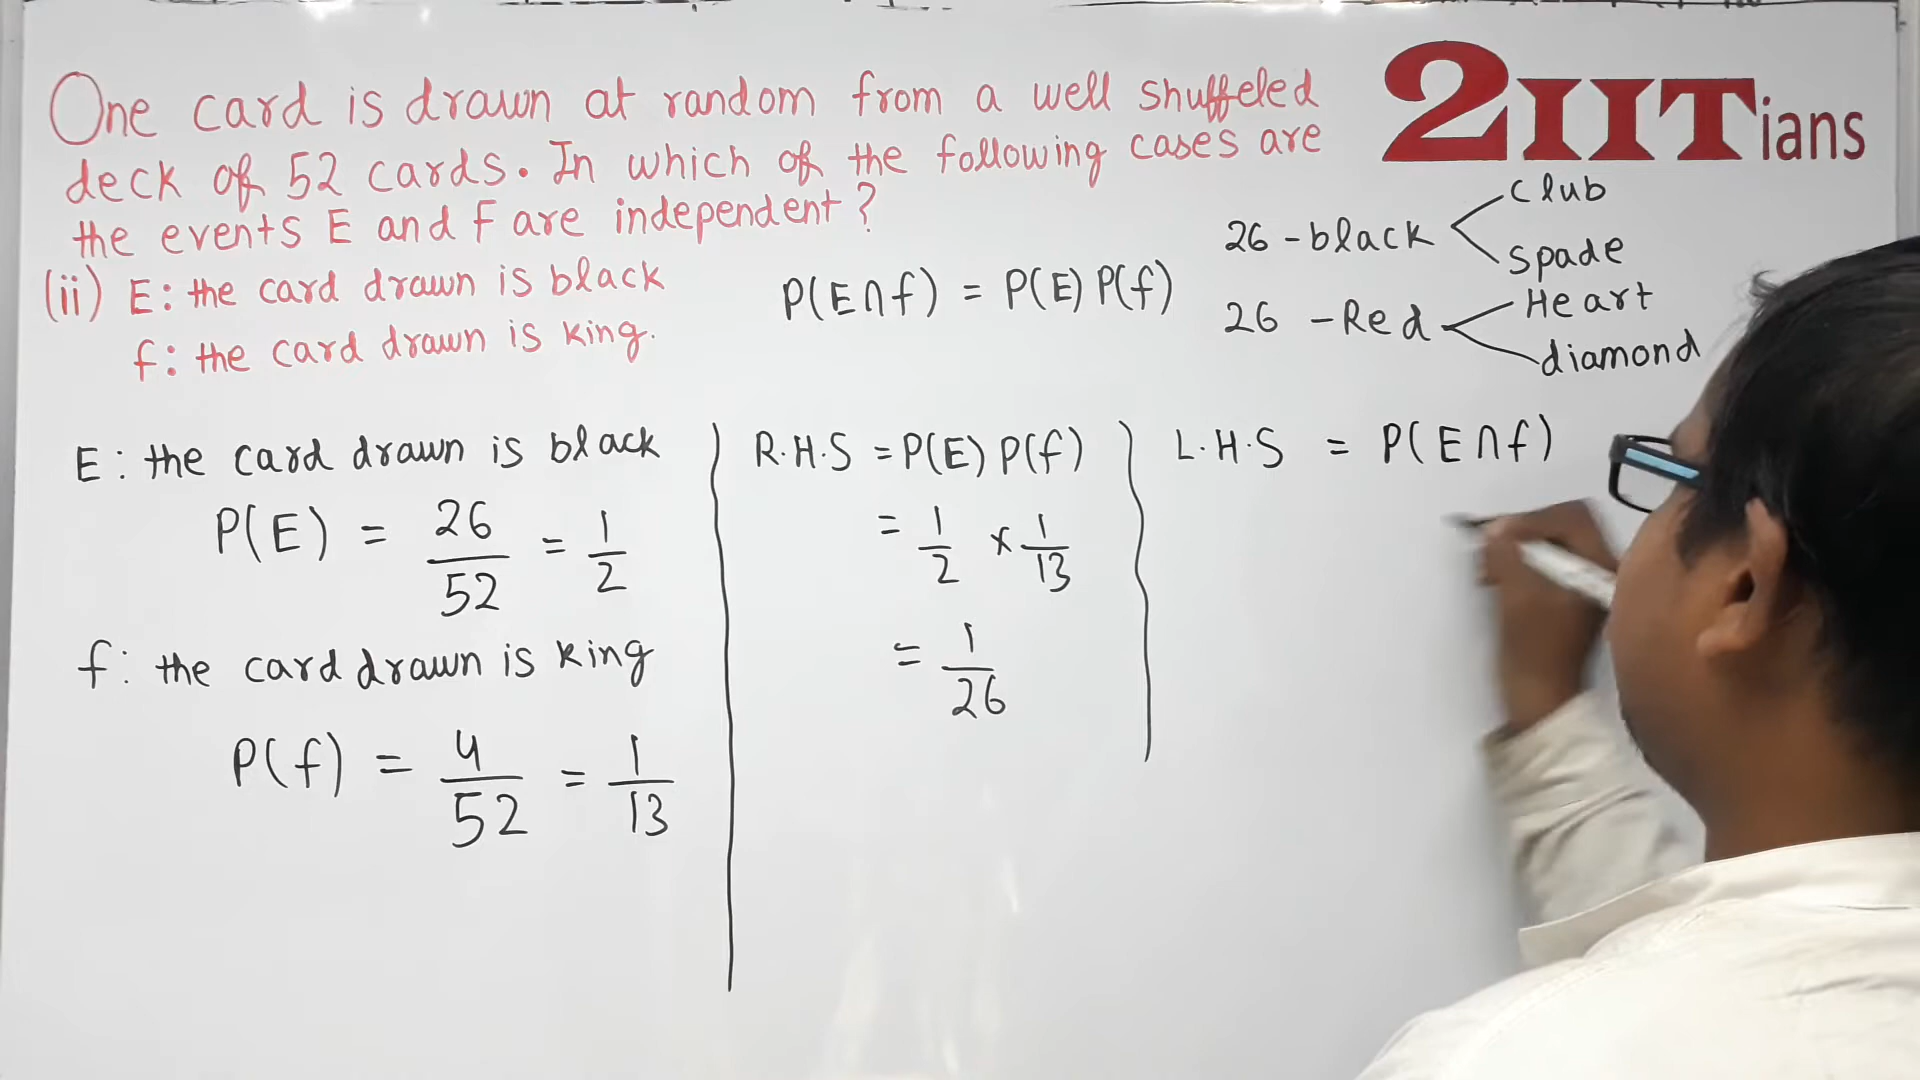 One card is drawn at random from a well shuffeled
deck of 52 cards. In which of the following cases are
the events E and F are independent?
(ii) E: the card drawn is black
f: the card drawn is king.
2IITians
P(E∩f) = P(E) P(f)
26 - black
club
spade
26 - Red
Heart
diamond
E: the card drawn is black
P(E) = 26/52 = 1/2
f: the card drawn is king
P(f) = 4/52 = 1/13
R.H.S = P(E) P(f)
= 1/2 × 1/13
= 1/26
L.H.S = P(E∩f)